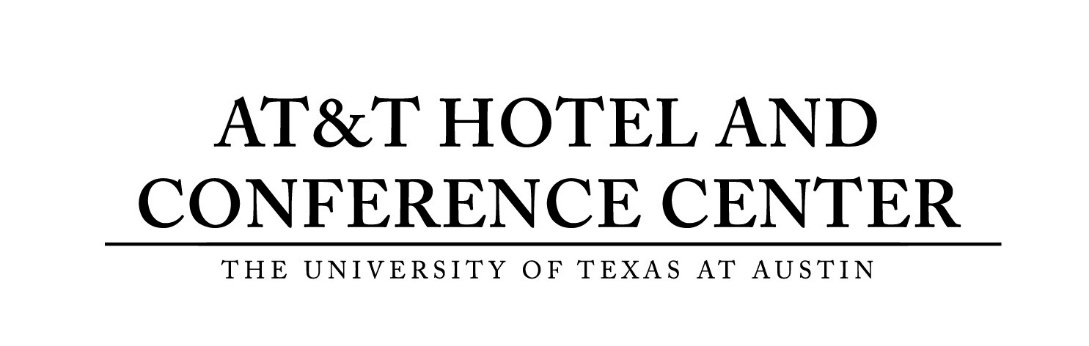 AT&T HOTEL AND
CONFERENCE CENTER
THE UNIVERSITY OF TEXAS AT AUSTIN